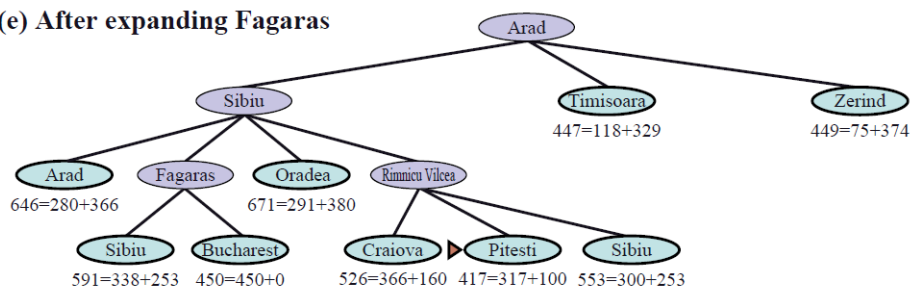 (e) After expanding Fagaras
Arad
Sibiu
Timisoara
Zerind
447=118+329
449=75+374
Arad
Fagaras
Oradea
Rimnicu Vilcea
646=280+366
671=291+380
Sibiu
Bucharest
Craiova
Pitesti
Sibiu
591=338+253
450=450+0
526=366+160
417=317+100
553=300+253